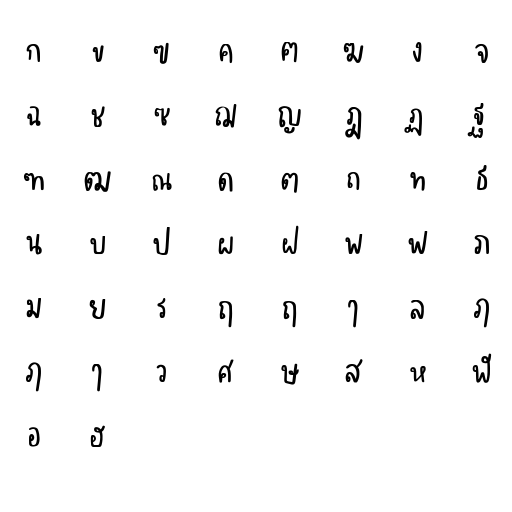 ก ข ฃ ค ฅ ฆ ง จ
ฉ ช ซ ฌ ญ ฎ ฏ ฐ
ฑ ฒ ณ ด ต ถ ท ธ
น บ ป ผ ฝ พ ฟ ภ
ม ย ร ฤ ฤ ๅ ล ฦ
ฦ ๅ ว ศ ษ ส ห ฬ
อ ฮ